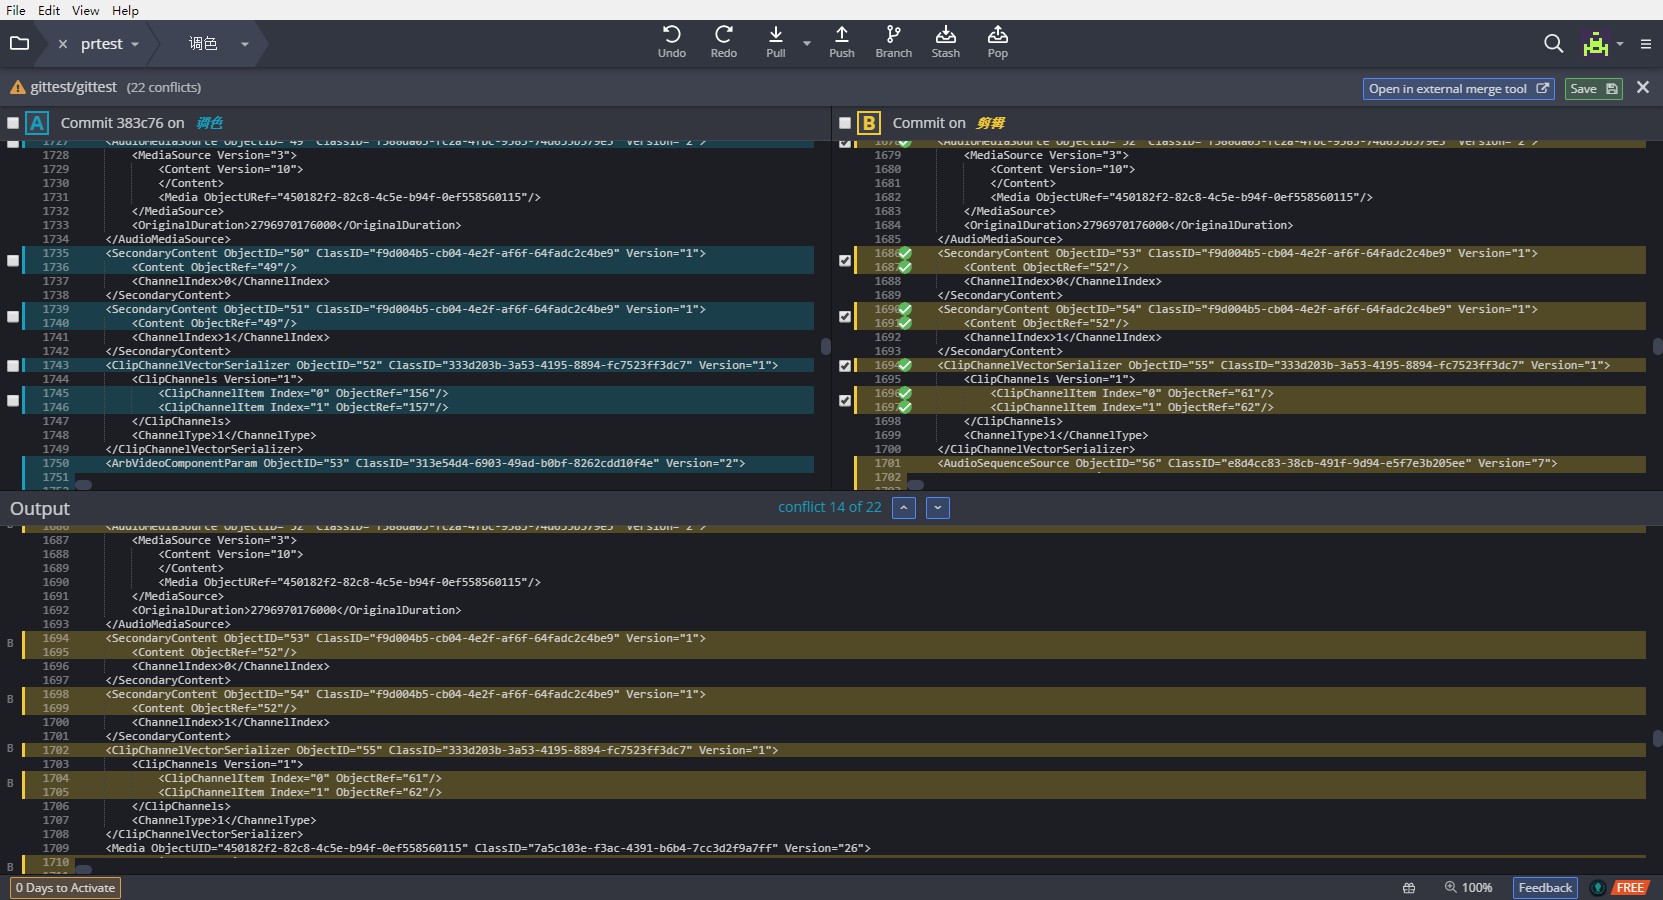 File Edit View Help
prtest
调色
Undo Redo Pull Push Branch Stash Pop
gittest/gittest (22 conflicts)
Open in external merge tool
Save
A Commit 383c76 on 调色
1727 <AudioMediaSource ObjectID="49" ClassID="f588da05-fc2a-4fbc-9383-74d653b379e3" Version="2">
1728 <MediaSource Version="3">
1729 <Content Version="10">
1730 </Content>
1731 <Media ObjectURef="450182f2-82c8-4c5e-b94f-0ef558560115"/>
1732 </MediaSource>
1733 <OriginalDuration>2796970176000</OriginalDuration>
1734 </AudioMediaSource>
1735 <SecondaryContent ObjectID="50" ClassID="f9d004b5-cb04-4e2f-af6f-64fadc2c4be9" Version="1">
1736 <Content ObjectRef="49"/>
1737 <ChannelIndex>0</ChannelIndex>
1738 </SecondaryContent>
1739 <SecondaryContent ObjectID="51" ClassID="f9d004b5-cb04-4e2f-af6f-64fadc2c4be9" Version="1">
1740 <Content ObjectRef="49"/>
1741 <ChannelIndex>1</ChannelIndex>
1742 </SecondaryContent>
1743 <ClipChannelVectorSerializer ObjectID="52" ClassID="333d203b-3a53-4195-8894-fc7523ff3dc7" Version="1">
1744 <ClipChannels Version="1">
1745 <ClipChannelItem Index="0" ObjectRef="156"/>
1746 <ClipChannelItem Index="1" ObjectRef="157"/>
1747 </ClipChannels>
1748 <ChannelType>1</ChannelType>
1749 </ClipChannelVectorSerializer>
1750 <ArbVideoComponentParam ObjectID="53" ClassID="313e54d4-6903-49ad-b0bf-8262cdd10f4e" Version="2">
1751
B Commit on 剪辑
1679 <MediaSource Version="3">
1680 <Content Version="10">
1681 </Content>
1682 <Media ObjectURef="450182f2-82c8-4c5e-b94f-0ef558560115"/>
1683 </MediaSource>
1684 <OriginalDuration>2796970176000</OriginalDuration>
1685 </AudioMediaSource>
1686 <SecondaryContent ObjectID="53" ClassID="f9d004b5-cb04-4e2f-af6f-64fadc2c4be9" Version="1">
1687 <Content ObjectRef="52"/>
1688 <ChannelIndex>0</ChannelIndex>
1689 </SecondaryContent>
1690 <SecondaryContent ObjectID="54" ClassID="f9d004b5-cb04-4e2f-af6f-64fadc2c4be9" Version="1">
1691 <Content ObjectRef="52"/>
1692 <ChannelIndex>1</ChannelIndex>
1693 </SecondaryContent>
1694 <ClipChannelVectorSerializer ObjectID="55" ClassID="333d203b-3a53-4195-8894-fc7523ff3dc7" Version="1">
1695 <ClipChannels Version="1">
1696 <ClipChannelItem Index="0" ObjectRef="61"/>
1697 <ClipChannelItem Index="1" ObjectRef="62"/>
1698 </ClipChannels>
1699 <ChannelType>1</ChannelType>
1700 </ClipChannelVectorSerializer>
1701 <AudioSequenceSource ObjectID="56" ClassID="e8d4cc83-38cb-491f-9d94-e5f7e3b205ee" Version="7">
1702
Output
conflict 14 of 22
1687 <MediaSource Version="3">
1688 <Content Version="10">
1689 </Content>
1690 <Media ObjectURef="450182f2-82c8-4c5e-b94f-0ef558560115"/>
1691 </MediaSource>
1692 <OriginalDuration>2796970176000</OriginalDuration>
1693 </AudioMediaSource>
B 1694 <SecondaryContent ObjectID="53" ClassID="f9d004b5-cb04-4e2f-af6f-64fadc2c4be9" Version="1">
1695 <Content ObjectRef="52"/>
1696 <ChannelIndex>0</ChannelIndex>
1697 </SecondaryContent>
B 1698 <SecondaryContent ObjectID="54" ClassID="f9d004b5-cb04-4e2f-af6f-64fadc2c4be9" Version="1">
1699 <Content ObjectRef="52"/>
1700 <ChannelIndex>1</ChannelIndex>
1701 </SecondaryContent>
B 1702 <ClipChannelVectorSerializer ObjectID="55" ClassID="333d203b-3a53-4195-8894-fc7523ff3dc7" Version="1">
1703 <ClipChannels Version="1">
B 1704 <ClipChannelItem Index="0" ObjectRef="61"/>
1705 <ClipChannelItem Index="1" ObjectRef="62"/>
1706 </ClipChannels>
1707 <ChannelType>1</ChannelType>
1708 </ClipChannelVectorSerializer>
1709 <Media ObjectUID="450182f2-82c8-4c5e-b94f-0ef558560115" ClassID="7a5c103e-f3ac-4391-b6b4-7cc3d2f9a7ff" Version="26">
B 1710
0 Days to Activate
100%
Feedback
FREE